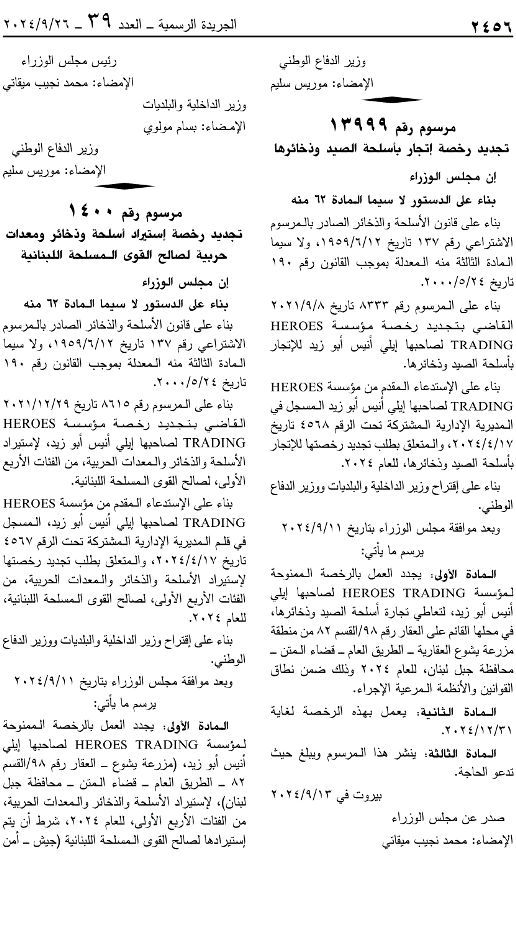 ٢٤٥٦
الجريدة الرسمية – العدد ٣٩ – ٢٠٢٤/٩/٢٦
وزير الدفاع الوطني
الإمضاء: موريس سليم
مرسوم رقم ١٣٩٩٩
تجديد رخصة إتجار بأسلحة الصيد وذخائرها
إن مجلس الوزراء
بناء على الدستور لا سيما المادة ٦٢ منه
بناء على قانون الأسلحة والذخائر الصادر بالمرسوم
الاشتراعي رقم ١٣٧ تاريخ ١٩٥٩/٦/١٢، ولا سيما
المادة الثالثة منه المعدلة بموجب القانون رقم ١٩٠
تاريخ ٢٠٠٠/٥/٢٤.
بناء على المرسوم رقم ٨٣٣٣ تاريخ ٢٠٢١/٩/٨
القاضي بتجديد رخصة مؤسسة HEROES
TRADING لصاحبها إيلي أنيس أبو زيد للإتجار
بأسلحة الصيد وذخائرها.
بناء على الإستدعاء المقدم من مؤسسة HEROES
TRADING لصاحبها إيلي أنيس أبو زيد المسجل في
المديرية الإدارية المشتركة تحت الرقم ٤٥٦٨ تاريخ
٢٠٢٤/٤/١٧، والمتعلق بطلب تجديد رخصتها للإتجار
بأسلحة الصيد وذخائرها، للعام ٢٠٢٤.
بناء على إقتراح وزير الداخلية والبلديات ووزير الدفاع
الوطني.
وبعد موافقة مجلس الوزراء بتاريخ ٢٠٢٤/٩/١١
يرسم ما يأتي:
المادة الأولى: يجدد العمل بالرخصة الممنوحة
لمؤسسة HEROES TRADING لصاحبها إيلي
أنيس أبو زيد، لتعاطي تجارة أسلحة الصيد وذخائرها،
في محلها القائم على العقار رقم ٩٨/القسم ٨٢ من منطقة
مزرعة يشوع العقارية – الطريق العام – قضاء المتن –
محافظة جبل لبنان، للعام ٢٠٢٤ وذلك ضمن نطاق
القوانين والأنظمة المرعية الإجراء.
المادة الثانية: يعمل بهذه الرخصة لغاية
٢٠٢٤/١٢/٣١.
المادة الثالثة: ينشر هذا المرسوم ويبلغ حيث
تدعو الحاجة.
بيروت في ٢٠٢٤/٩/١٣
صدر عن مجلس الوزراء
الإمضاء: محمد نجيب ميقاتي
رئيس مجلس الوزراء
الإمضاء: محمد نجيب ميقاتي
وزير الداخلية والبلديات
الإمضاء: بسام مولوي
وزير الدفاع الوطني
الإمضاء: موريس سليم
مرسوم رقم ١٤٠٠٠
تجديد رخصة إستيراد أسلحة وذخائر ومعدات
حربية لصالح القوى المسلحة اللبنانية
إن مجلس الوزراء
بناء على الدستور لا سيما المادة ٦٢ منه
بناء على قانون الأسلحة والذخائر الصادر بالمرسوم
الاشتراعي رقم ١٣٧ تاريخ ١٩٥٩/٦/١٢، ولا سيما
المادة الثالثة منه المعدلة بموجب القانون رقم ١٩٠
تاريخ ٢٠٠٠/٥/٢٤.
بناء على المرسوم رقم ٨٦١٥ تاريخ ٢٠٢١/١٢/٢٩
القاضي بتجديد رخصة مؤسسة HEROES
TRADING لصاحبها إيلي أنيس أبو زيد، لإستيراد
الأسلحة والذخائر والمعدات الحربية، من الفئات الأربع
الأولى، لصالح القوى المسلحة اللبنانية.
بناء على الإستدعاء المقدم من مؤسسة HEROES
TRADING لصاحبها إيلي أنيس أبو زيد، المسجل
في قلم المديرية الإدارية المشتركة تحت الرقم ٤٥٦٧
تاريخ ٢٠٢٤/٤/١٧، والمتعلق بطلب تجديد رخصتها
لإستيراد الأسلحة والذخائر والمعدات الحربية، من
الفئات الأربع الأولى، لصالح القوى المسلحة اللبنانية،
للعام ٢٠٢٤.
بناء على إقتراح وزير الداخلية والبلديات ووزير الدفاع
الوطني.
وبعد موافقة مجلس الوزراء بتاريخ ٢٠٢٤/٩/١١
يرسم ما يأتي:
المادة الأولى: يجدد العمل بالرخصة الممنوحة
لمؤسسة HEROES TRADING لصاحبها إيلي
أنيس أبو زيد، (مزرعة يشوع – العقار رقم ٩٨/القسم
٨٢ – الطريق العام – قضاء المتن – محافظة جبل
لبنان)، لإستيراد الأسلحة والذخائر والمعدات الحربية،
من الفئات الأربع الأولى، للعام ٢٠٢٤، شرط أن يتم
إستيرادها لصالح القوى المسلحة اللبنانية (جيش – أمن